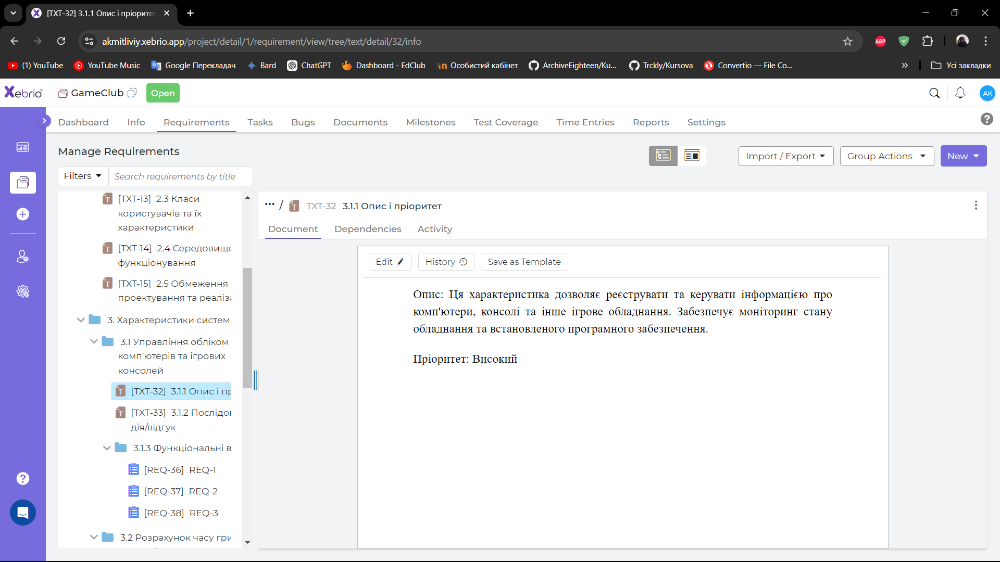 [TXT-32] 3.1.1 Опис і пріоритет
akmitliviy.xebrio.app/project/detail/1/requirement/view/tree/text/detail/32/info
ABP
(1) YouTube
YouTube Music
Google Перекладач
Bard
ChatGPT
Dashboard - EdClub
Особистий кабінет
ArchiveEighteen/Ku...
Trckly/Kursova
Convertio — File Co...
»
Усі закладки
Xebrio
GameClub
Open
AK
Dashboard
Info
Requirements
Tasks
Bugs
Documents
Milestones
Test Coverage
Time Entries
Reports
Settings
Manage Requirements
Import / Export
Group Actions
New
Filters
Search requirements by title
[TXT-13] 2.3 Класи
користувачів та їх
характеристики
[TXT-14] 2.4 Середовище
функціонування
[TXT-15] 2.5 Обмеження
проектування та реаліза
3. Характеристики систем
3.1 Управління обліком
комп'ютерів та ігрових
консолей
[TXT-32] 3.1.1 Опис і пр
[TXT-33] 3.1.2 Послідов
дія/відгук
3.1.3 Функціональні в
[REQ-36] REQ-1
[REQ-37] REQ-2
[REQ-38] REQ-3
3.2 Розрахунок часу гри
... / TXT-32 3.1.1 Опис і пріоритет
Document
Dependencies
Activity
Edit
History
Save as Template
Опис: Ця характеристика дозволяє реєструвати та керувати інформацією про
комп'ютери, консолі та інше ігрове обладнання. Забезпечує моніторинг стану
обладнання та встановленого програмного забезпечення.
Пріоритет: Високий